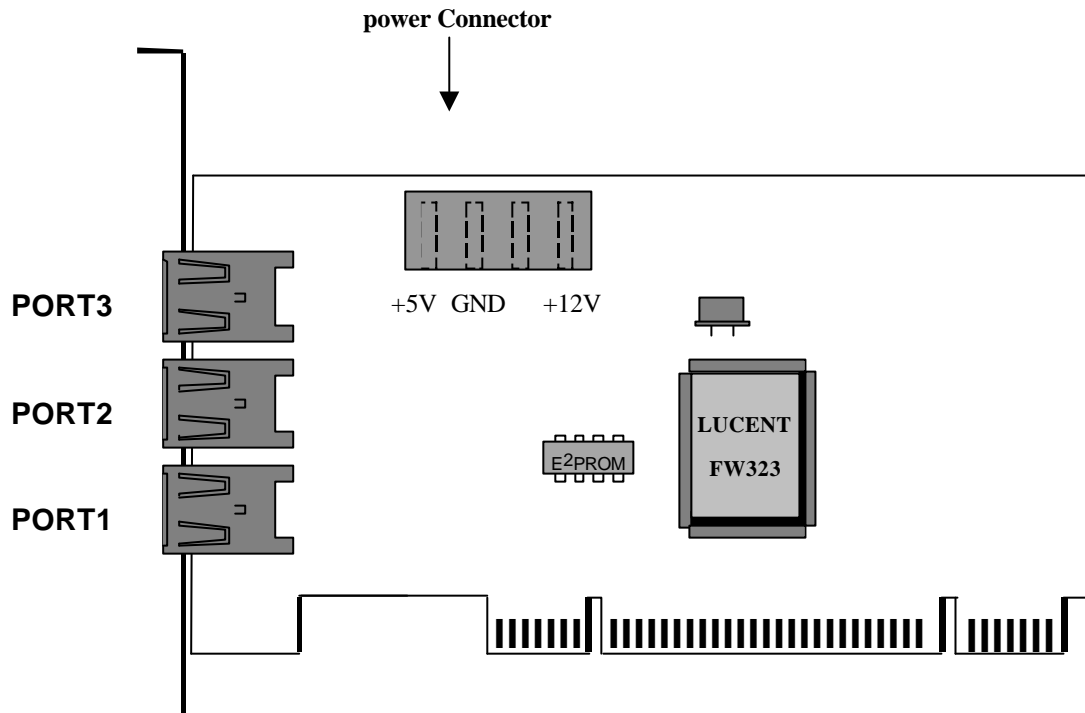 power Connector
PORT3
+5V GND +12V
PORT2
LUCENT
FW323
E²PROM
PORT1